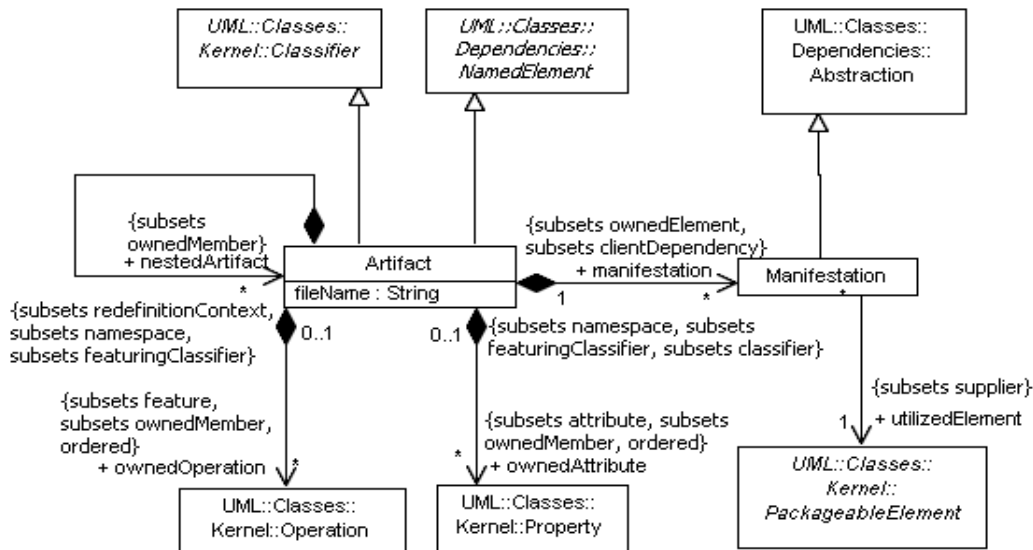 UML::Classes::
Kernel::Classifier
UML::Classes::
Dependencies::
NamedElement
UML::Classes::
Dependencies::
Abstraction
{subsets
ownedMember}
+ nestedArtifact
*
Artifact
fileName : String
{subsets ownedElement,
subsets clientDependency}
+ manifestation
1
*
Manifestation
*
{subsets redefinitionContext,
subsets namespace,
subsets featuringClassifier}
0..1
0..1
{subsets namespace, subsets
featuringClassifier, subsets classifier}
{subsets feature,
subsets ownedMember,
ordered}
+ ownedOperation
*
{subsets attribute, subsets
ownedMember, ordered}
+ ownedAttribute
*
{subsets supplier}
+ utilizedElement
1
UML::Classes::
Kernel::Operation
UML::Classes::
Kernel::Property
UML::Classes::
Kernel::
PackageableElement